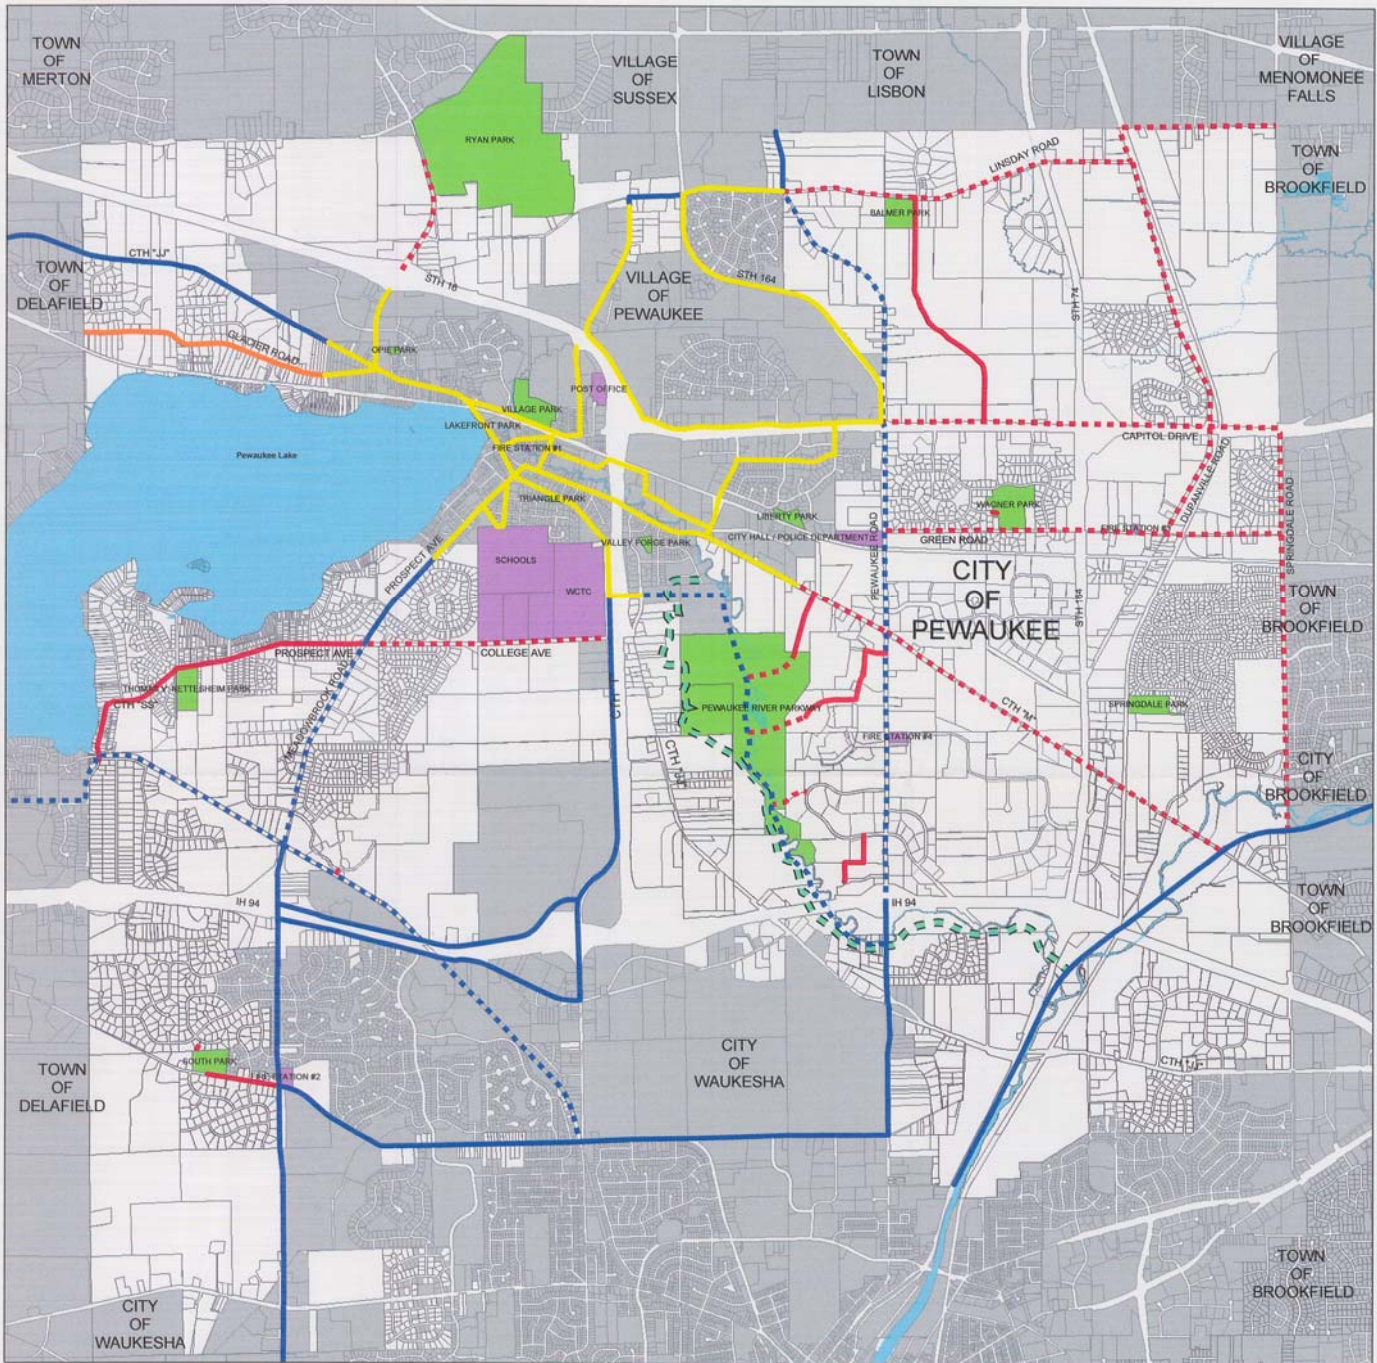 TOWN
OF
MERTON
VILLAGE
OF
SUSSEX
TOWN
OF
LISBON
VILLAGE
OF
MENOMONEE
FALLS
RYAN PARK
LINSDAY ROAD
TOWN
OF
BROOKFIELD
BALMER PARK
CTH "JJ"
TOWN
OF
DELAFIELD
STH 16
VILLAGE
OF
PEWAUKEE
STH 164
STH 74
GLACIER ROAD
OPIE PARK
POST OFFICE
VILLAGE PARK
LAKEFRONT PARK
CAPITOL DRIVE
FIRE STATION #1
Pewaukee Lake
DUPANVILLE ROAD
SPRINGDALE ROAD
TRIANGLE PARK
WAGNER PARK
LIBERTY PARK
CITY HALL / POLICE DEPARTMENT
PEWAUKEE ROAD
GREEN ROAD
VALLEY FORGE PARK
PROSPECT AVE
SCHOOLS
WCTC
CITY
OF
PEWAUKEE
STH 164
TOWN
OF
BROOKFIELD
PROSPECT AVE
COLLEGE AVE
MEADOWBROOK ROAD
CTH "SS"
PEWAUKEE RIVER PARKWAY
CTH "M"
SPRINGDALE PARK
FIRE STATION #4
CITY
OF
BROOKFIELD
IH 94
IH 94
TOWN
OF
BROOKFIELD
TOWN
OF
DELAFIELD
SOUTH PARK
CITY
OF
WAUKESHA
TOWN
OF
BROOKFIELD
CITY
OF
WAUKESHA